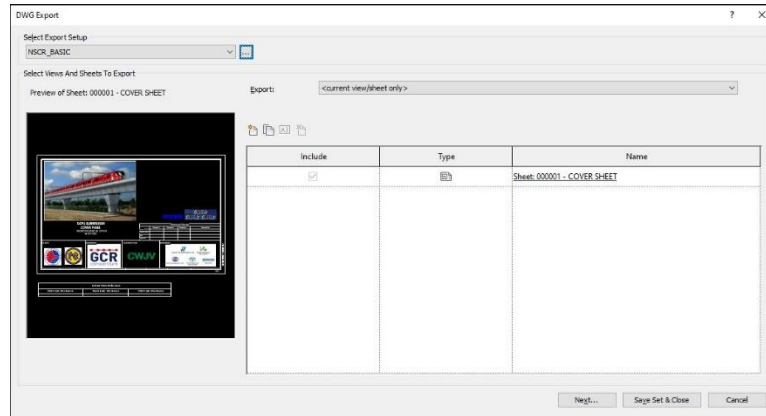 DWG Export
? ×
Select Export Setup
NSCR_BASIC
...
Select Views And Sheets To Export
Preview of Sheet: 000001 - COVER SHEET
Export: <current view/sheet only>
Include Type Name
Sheet: 000001 - COVER SHEET
GCR
CWJV
Next... Save Set & Close Cancel